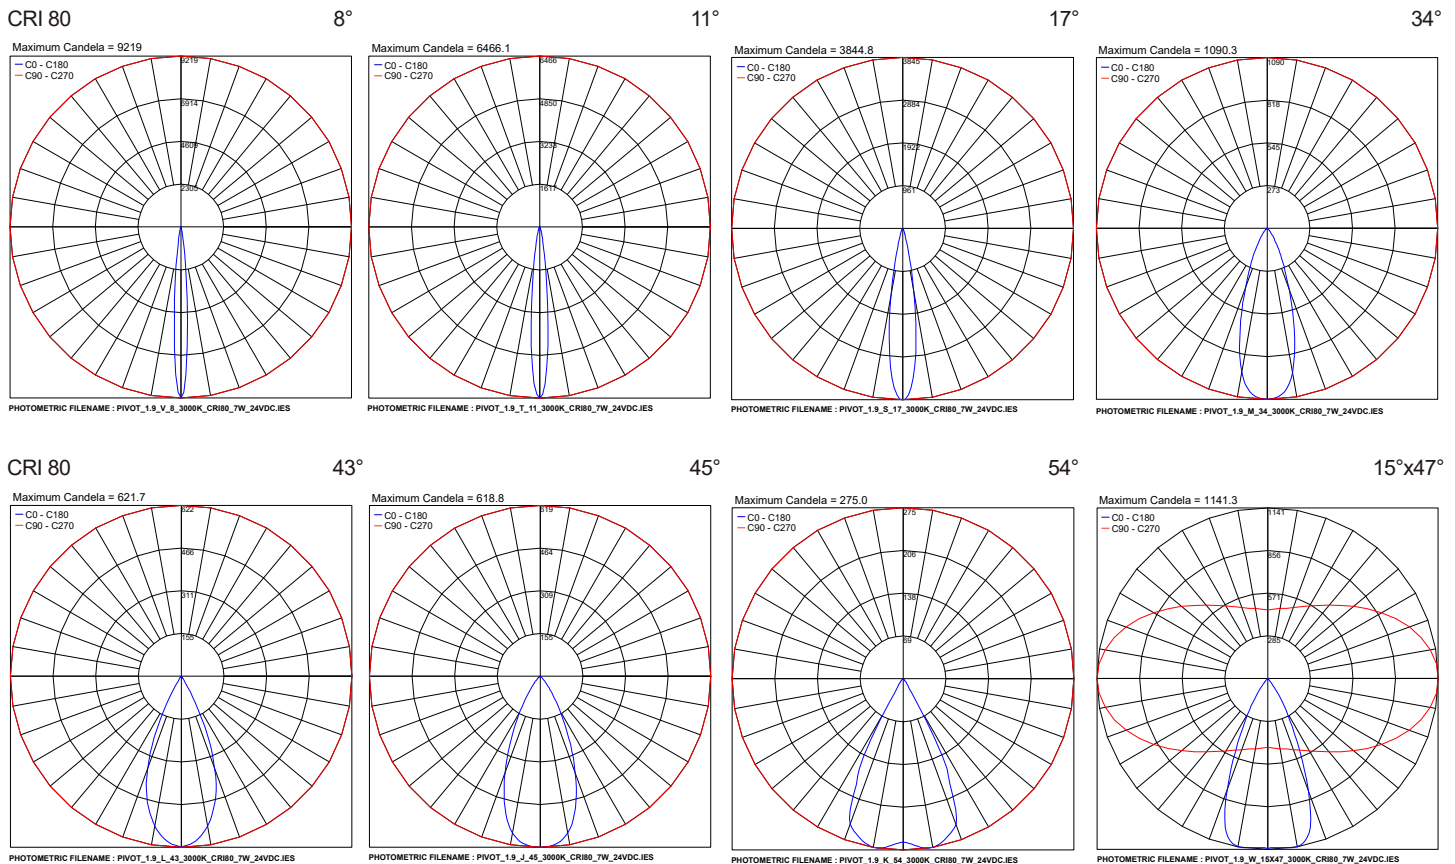 CRI 80
8°
11°
17°
34°
Maximum Candela = 9219
C0 - C180
C90 - C270
9219
6914
4609
2305
PHOTOMETRIC FILENAME : PIVOT_1.9_V_8_3000K_CRI80_7W_24VDC.IES
Maximum Candela = 6466.1
C0 - C180
C90 - C270
6466
4850
3233
1617
PHOTOMETRIC FILENAME : PIVOT_1.9_T_11_3000K_CRI80_7W_24VDC.IES
Maximum Candela = 3844.8
C0 - C180
C90 - C270
3845
2884
1922
961
PHOTOMETRIC FILENAME : PIVOT_1.9_S_17_3000K_CRI80_7W_24VDC.IES
Maximum Candela = 1090.3
C0 - C180
C90 - C270
1090
818
545
273
PHOTOMETRIC FILENAME : PIVOT_1.9_M_34_3000K_CRI80_7W_24VDC.IES
CRI 80
43°
45°
54°
15°x47°
Maximum Candela = 621.7
C0 - C180
C90 - C270
622
466
311
155
PHOTOMETRIC FILENAME : PIVOT_1.9_L_43_3000K_CRI80_7W_24VDC.IES
Maximum Candela = 618.8
C0 - C180
C90 - C270
619
464
309
155
PHOTOMETRIC FILENAME : PIVOT_1.9_J_45_3000K_CRI80_7W_24VDC.IES
Maximum Candela = 275.0
C0 - C180
C90 - C270
275
206
138
69
PHOTOMETRIC FILENAME : PIVOT_1.9_K_54_3000K_CRI80_7W_24VDC.IES
Maximum Candela = 1141.3
C0 - C180
C90 - C270
1141
856
571
285
PHOTOMETRIC FILENAME : PIVOT_1.9_W_15X47_3000K_CRI80_7W_24VDC.IES